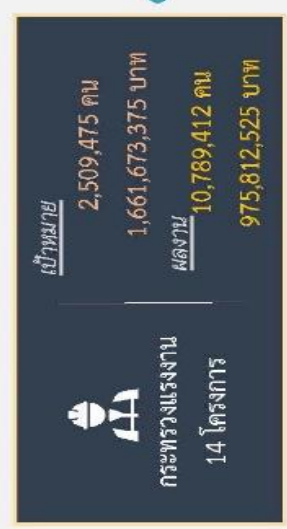 กระทรวงแรงงาน
14 โครงการ
เป้าหมาย
2,509,475 คน
1,661,673,375 บาท
ผลงาน
10,789,412 คน
975,812,525 บาท